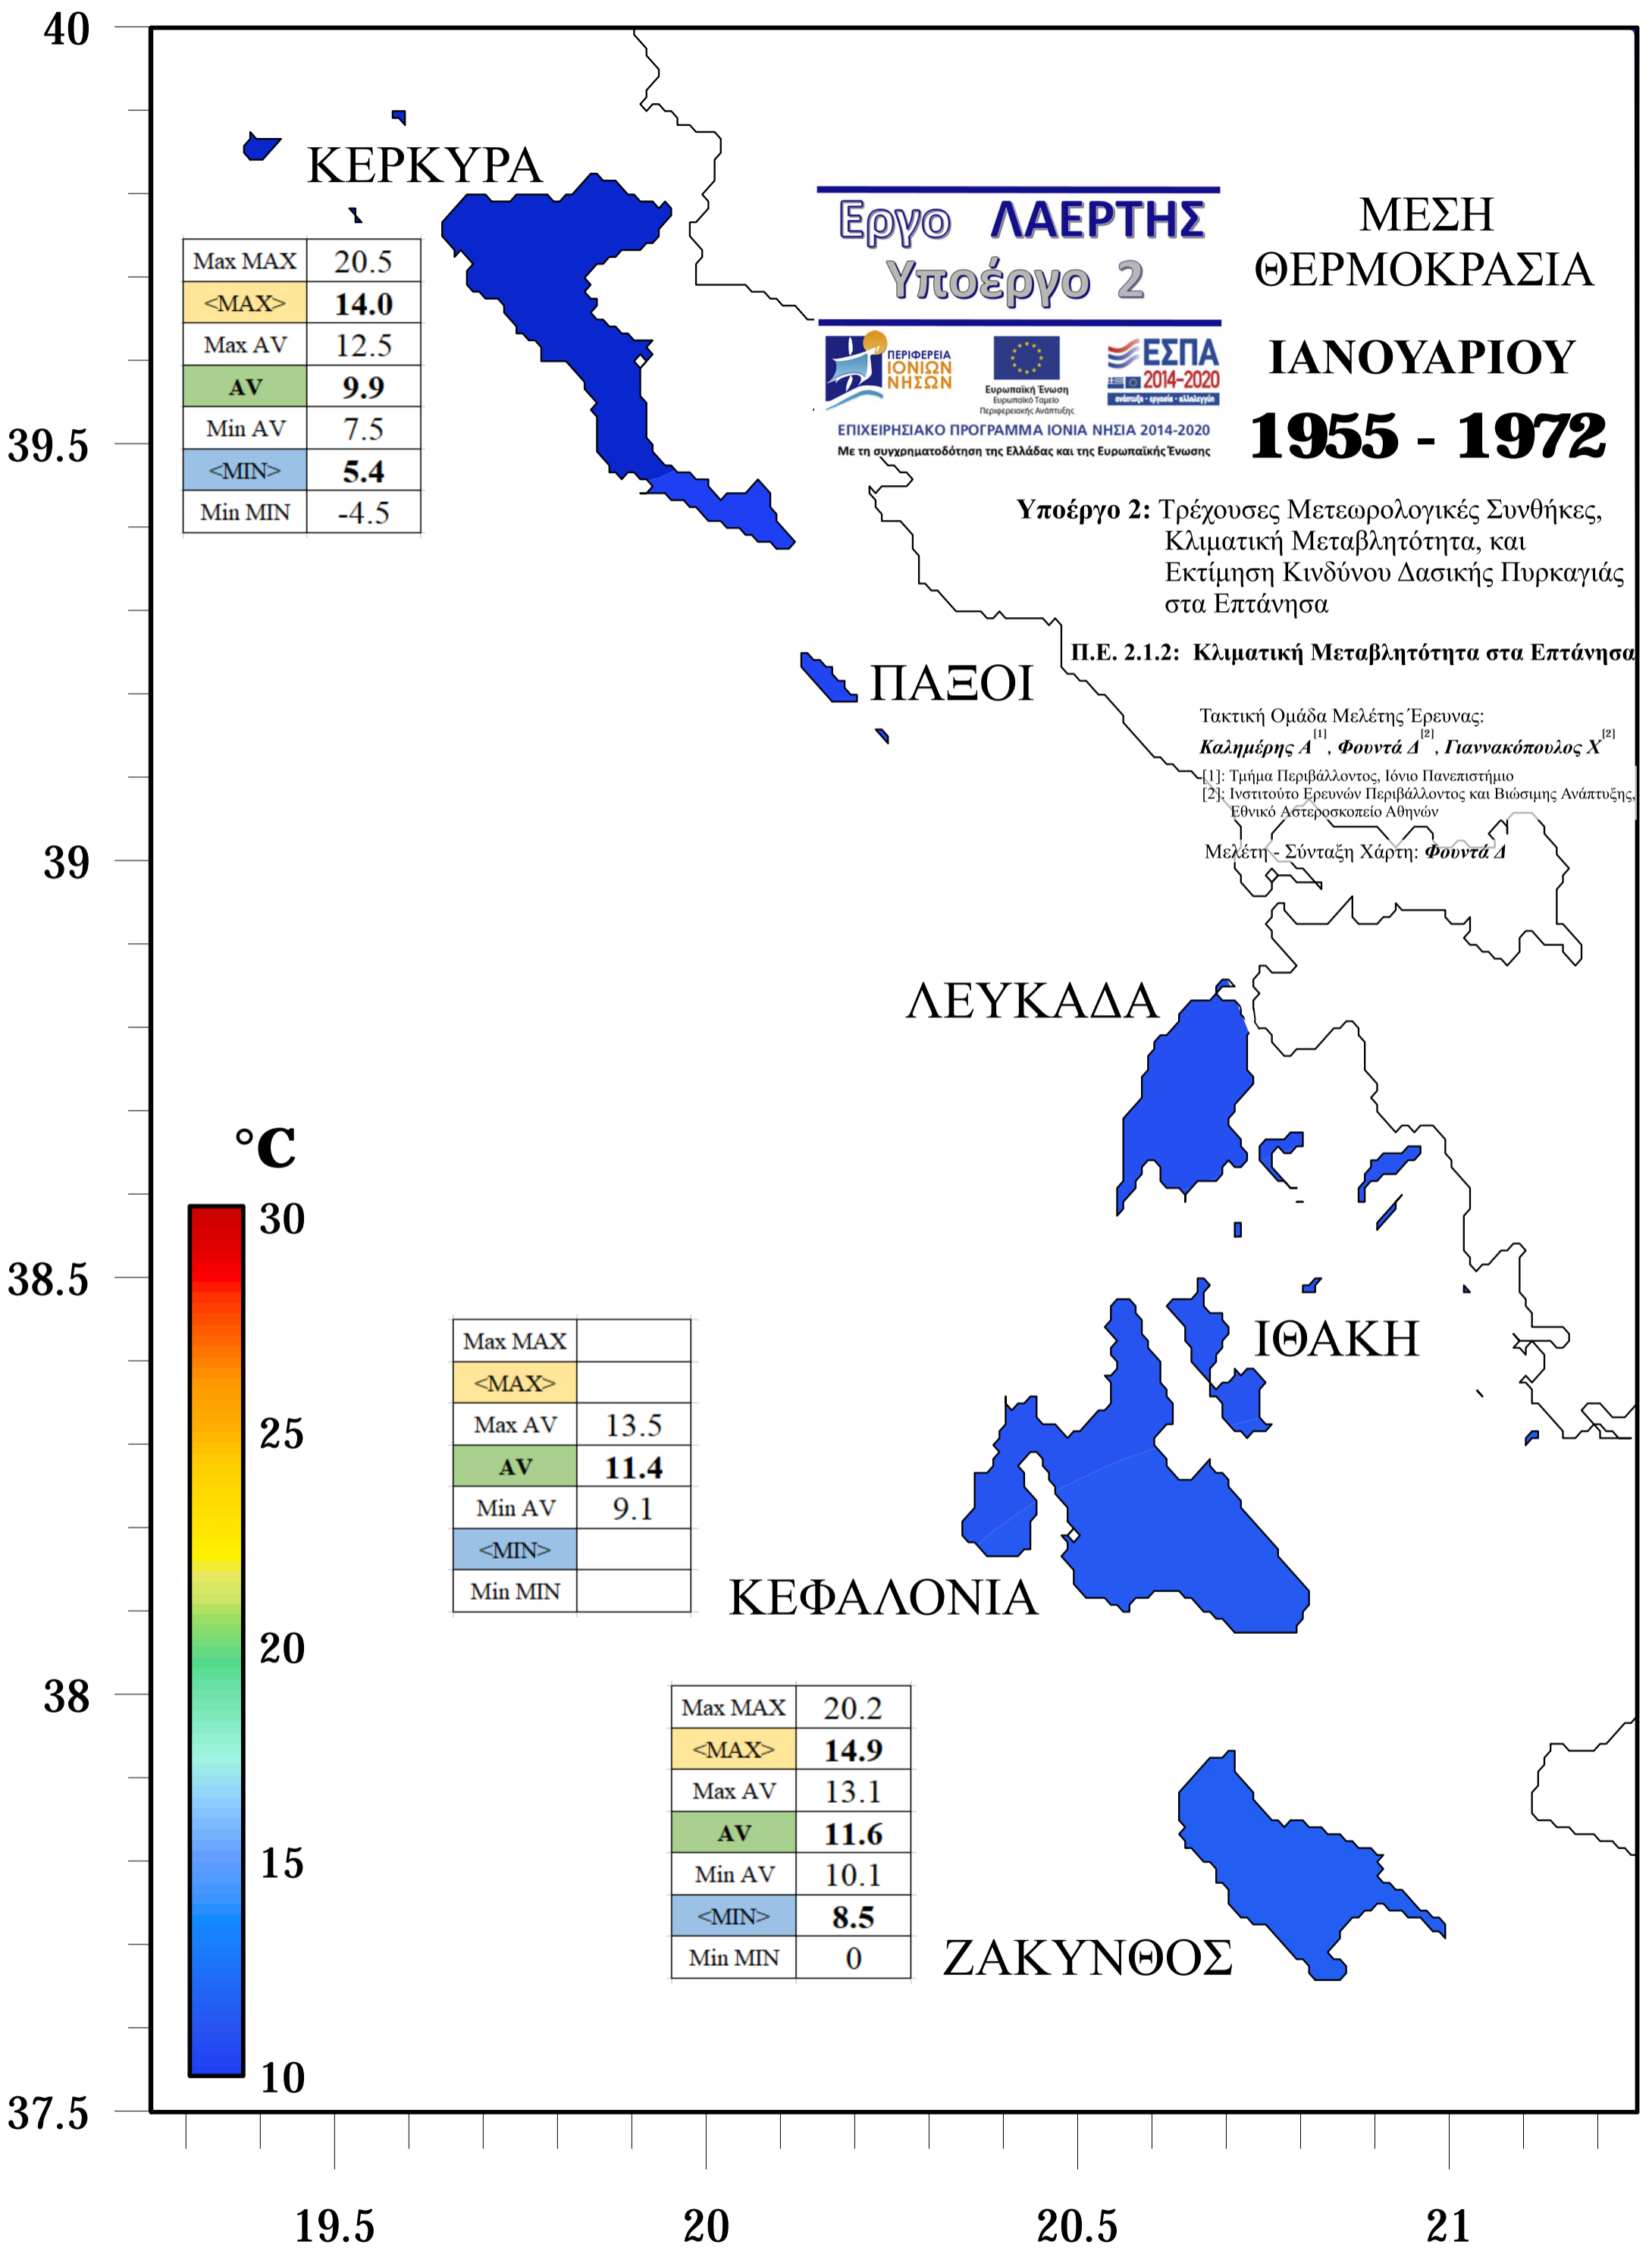 40
ΚΕΡΚΥΡΑ
Max MAX 20.5
<MAX> 14.0
Max AV 12.5
AV 9.9
Min AV 7.5
<MIN> 5.4
Min MIN -4.5
Εργο ΛΑΕΡΤΗΣ
Υποέργο 2
ΠΕΡΙΦΕΡΕΙΑ
ΙΟΝΙΩΝ
ΝΗΣΩΝ
Ευρωπαϊκή Ένωση
Ευρωπαϊκό Ταμείο
Περιφερειακής Ανάπτυξης
ΕΣΠΑ
2014-2020
ανάπτυξη - εργασία - αλληλεγγύη
ΕΠΙΧΕΙΡΗΣΙΑΚΟ ΠΡΟΓΡΑΜΜΑ ΙΟΝΙΑ ΝΗΣΙΑ 2014-2020
Με τη συγχρηματοδότηση της Ελλάδας και της Ευρωπαϊκής Ένωσης
ΜΕΣΗ
ΘΕΡΜΟΚΡΑΣΙΑ
ΙΑΝΟΥΑΡΙΟΥ
1955 - 1972
39.5
Υποέργο 2: Τρέχουσες Μετεωρολογικές Συνθήκες,
Κλιματική Μεταβλητότητα, και
Εκτίμηση Κινδύνου Δασικής Πυρκαγιάς
στα Επτάνησα
Π.Ε. 2.1.2: Κλιματική Μεταβλητότητα στα Επτάνησα
ΠΑΞΟΙ
Τακτική Ομάδα Μελέτης Έρευνας:
Καλημέρης Α[1], Φουντά Δ[2], Γιαννακόπουλος Χ[2]
[1]: Τμήμα Περιβάλλοντος, Ιόνιο Πανεπιστήμιο
[2]: Ινστιτούτο Ερευνών Περιβάλλοντος και Βιώσιμης Ανάπτυξης,
Εθνικό Αστεροσκοπείο Αθηνών
Μελέτη - Σύνταξη Χάρτη: Φουντά Δ
39
ΛΕΥΚΑΔΑ
°C
30
25
20
15
10
38.5
ΙΘΑΚΗ
Max MAX
<MAX>
Max AV 13.5
AV 11.4
Min AV 9.1
<MIN>
Min MIN
ΚΕΦΑΛΟΝΙΑ
38
Max MAX 20.2
<MAX> 14.9
Max AV 13.1
AV 11.6
Min AV 10.1
<MIN> 8.5
Min MIN 0
ΖΑΚΥΝΘΟΣ
37.5
19.5 20 20.5 21